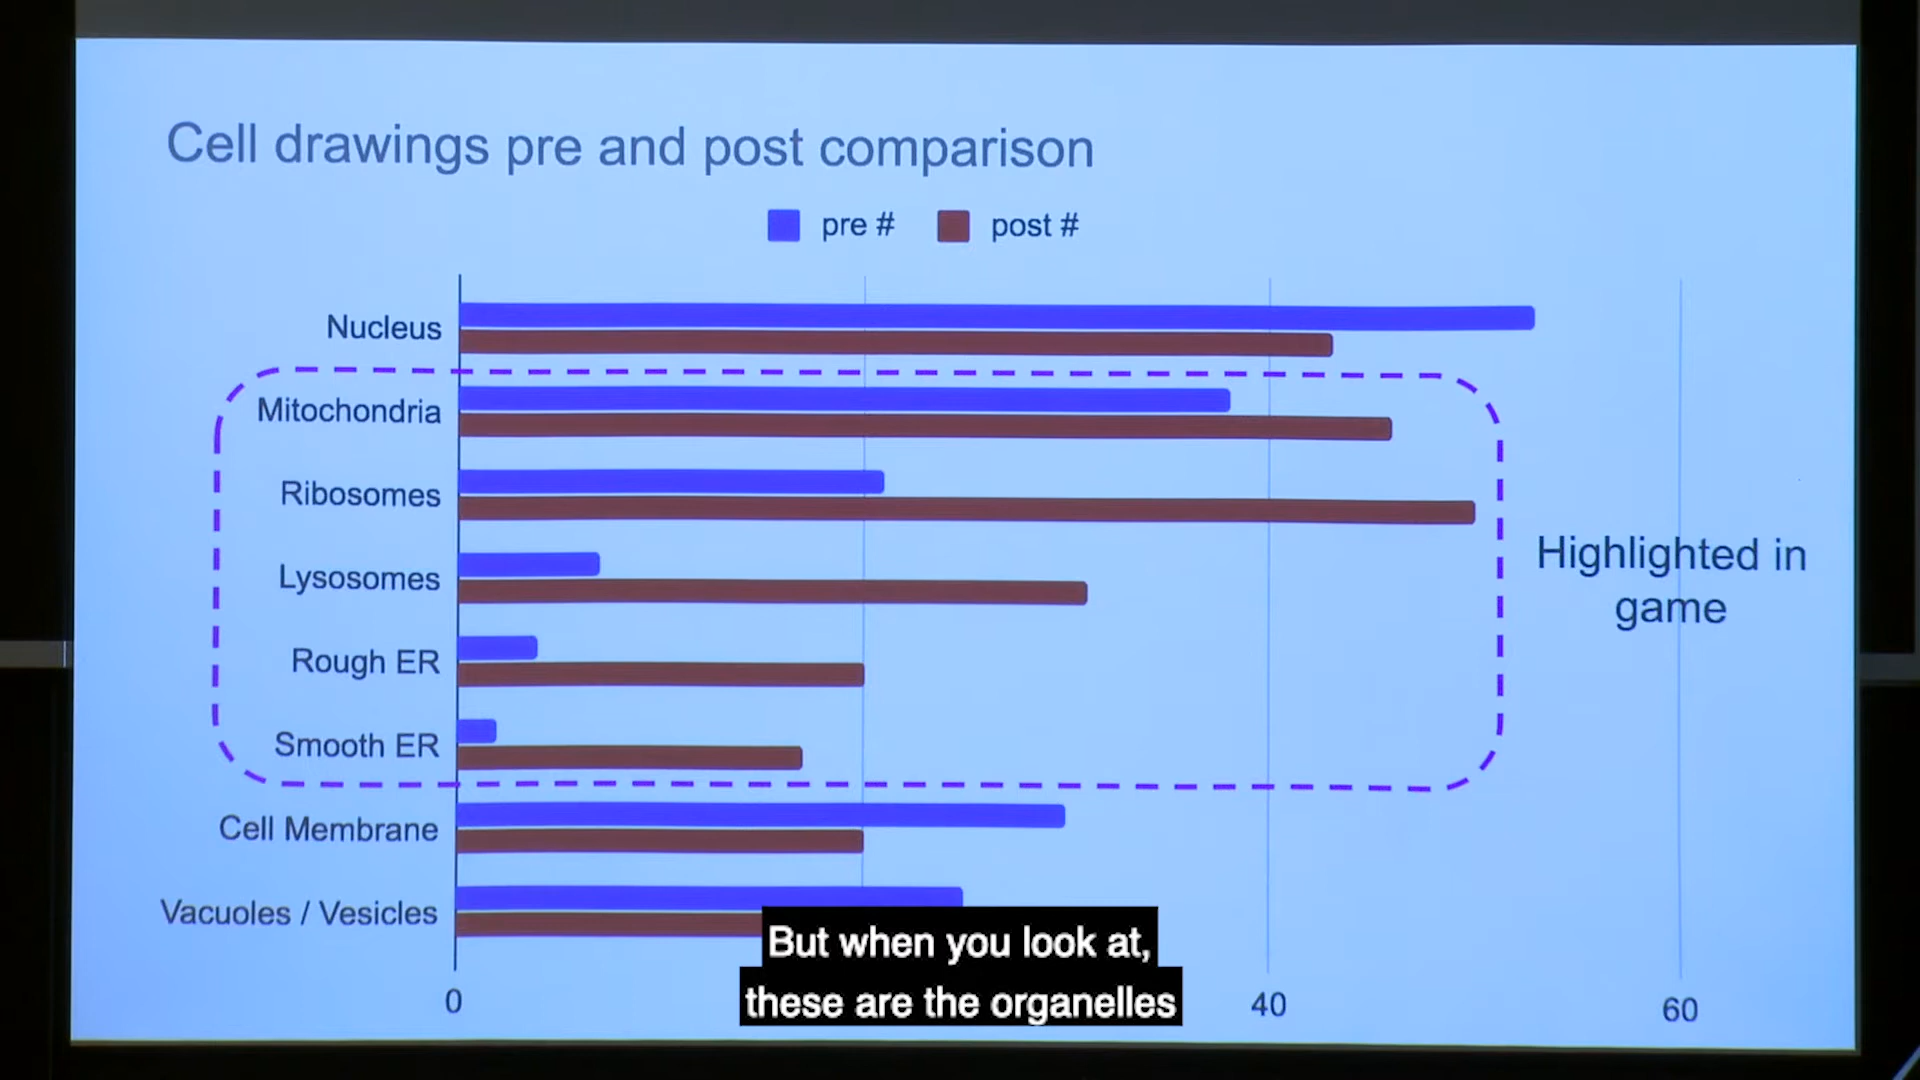 Cell drawings pre and post comparison
pre #
post #
Nucleus
Mitochondria
Ribosomes
Lysosomes
Rough ER
Smooth ER
Cell Membrane
Vacuoles / Vesicles
Highlighted in
game
0
40
60
But when you look at,
these are the organelles